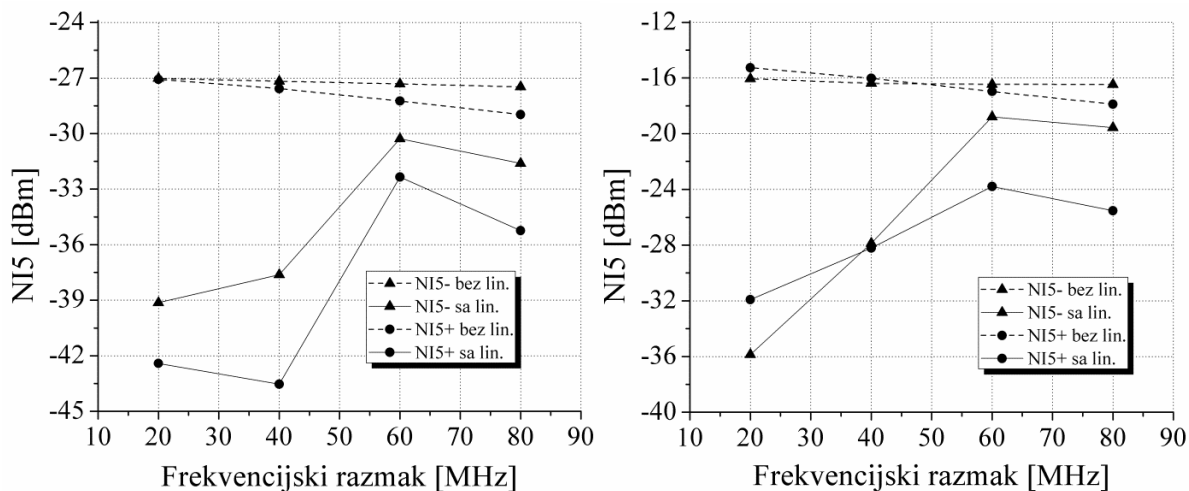 -24
-27
-30
-33
-36
-39
-42
-45
NI5 [dBm]
10 20 30 40 50 60 70 80 90
Frekvencijski razmak [MHz]
NI5- bez lin.
NI5- sa lin.
NI5+ bez lin.
NI5+ sa lin.
-12
-16
-20
-24
-28
-32
-36
-40
NI5 [dBm]
10 20 30 40 50 60 70 80 90
Frekvencijski razmak [MHz]
NI5- bez lin.
NI5- sa lin.
NI5+ bez lin.
NI5+ sa lin.